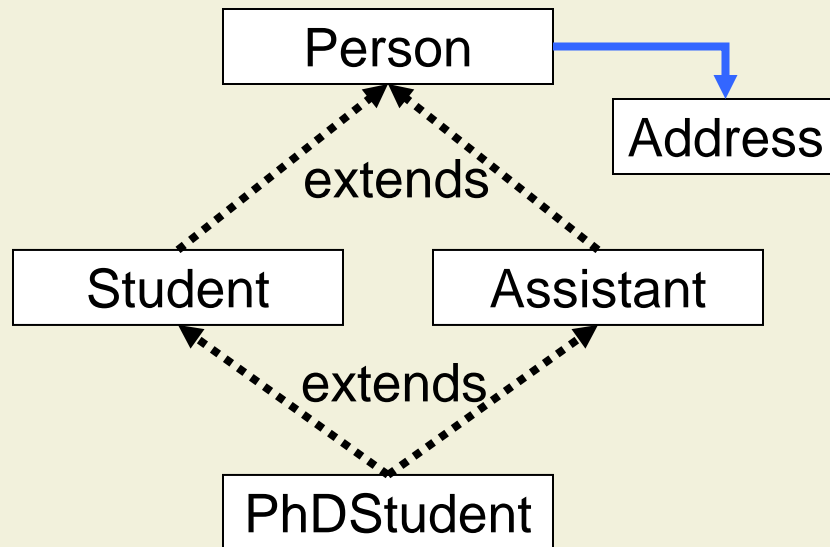 Person
Address
extends
Student
Assistant
extends
PhDStudent